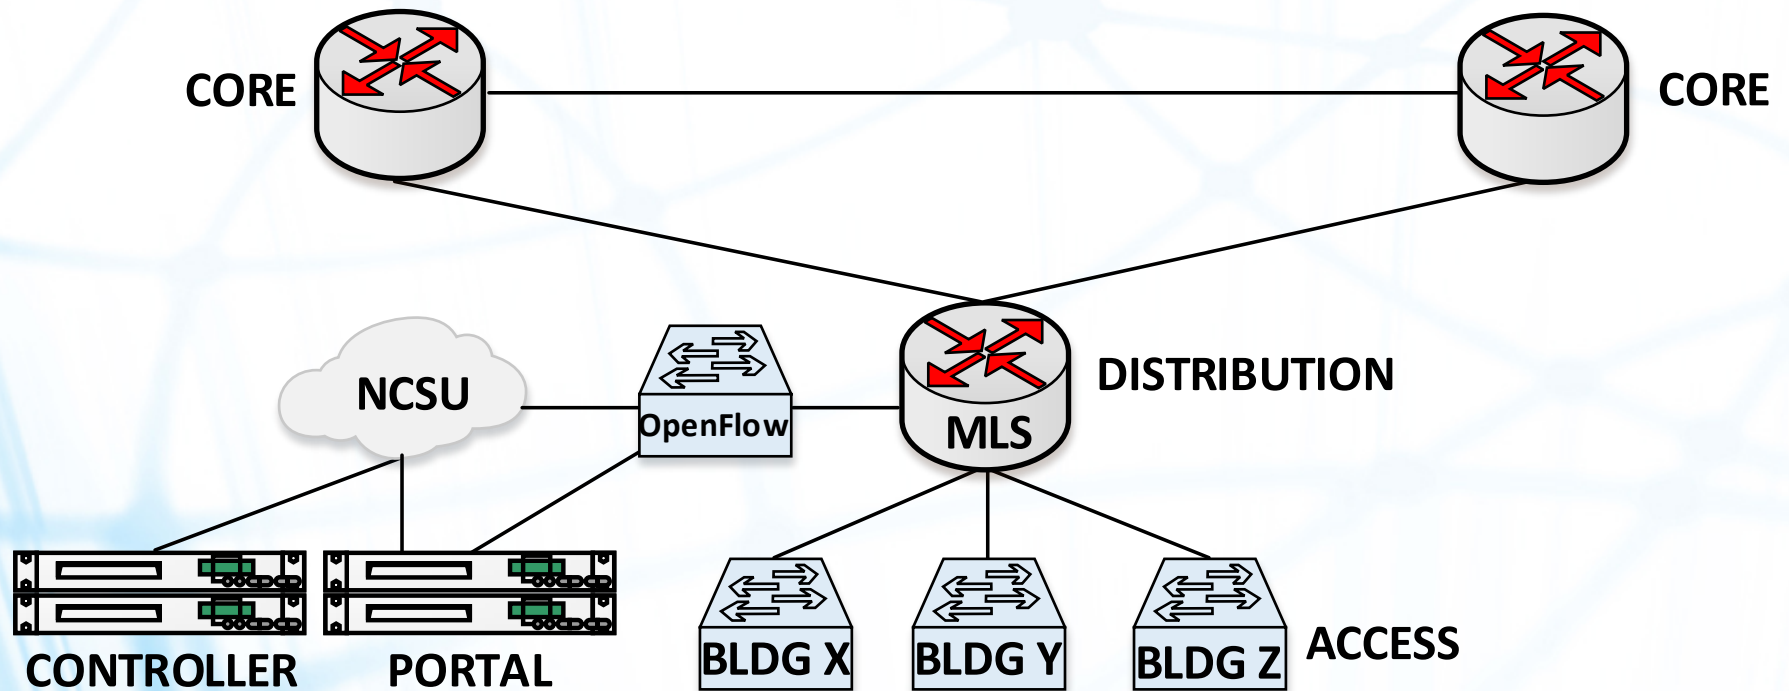 CORE
CORE
NCSU
OpenFlow
MLS
DISTRIBUTION
BLDG X
BLDG Y
BLDG Z
ACCESS
CONTROLLER
PORTAL